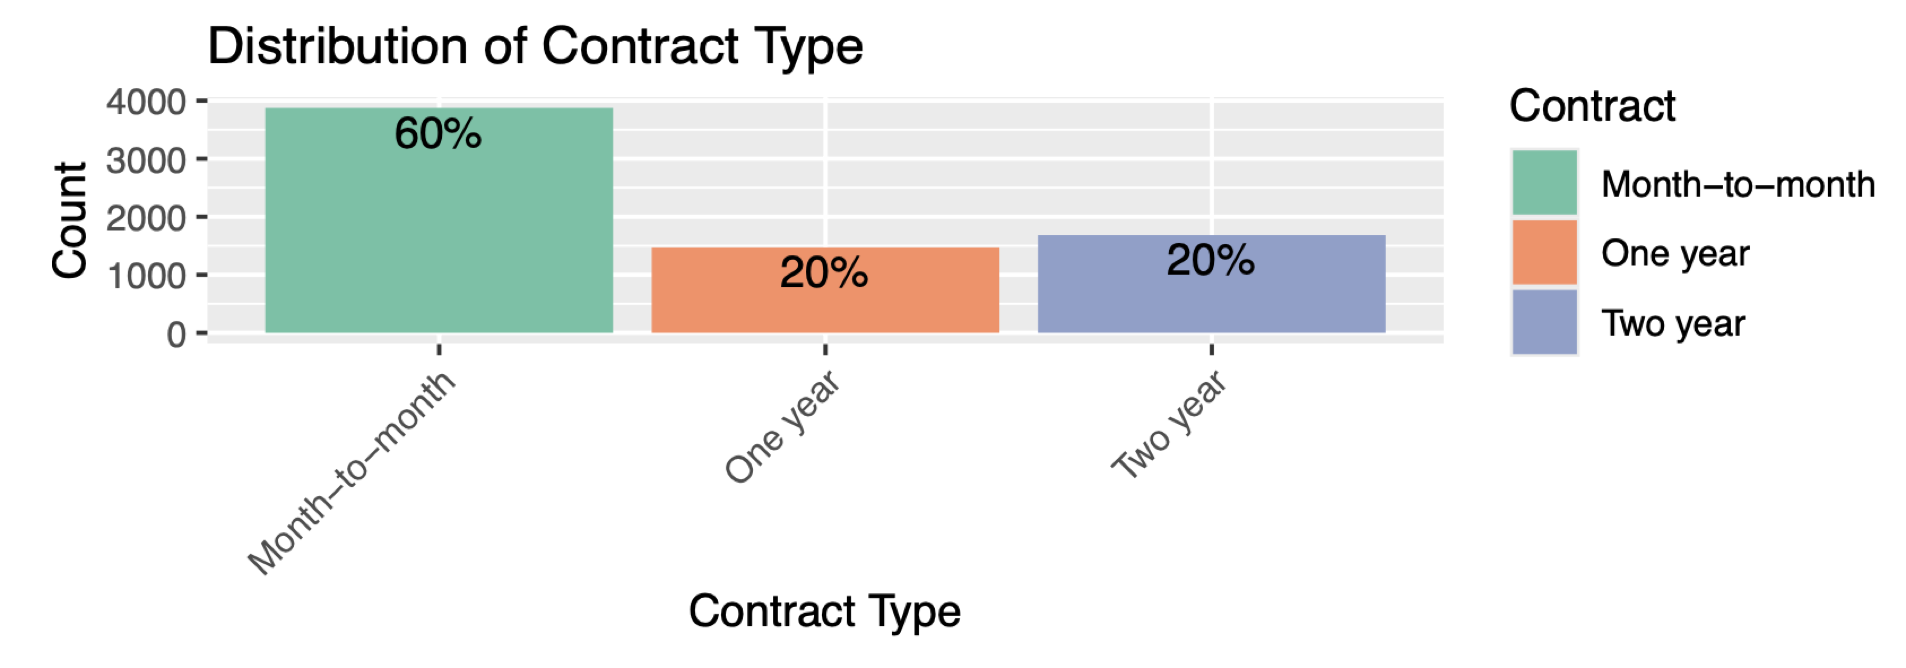 Distribution of Contract Type
Count
4000
3000
2000
1000
0
60%
20%
20%
Month−to−month
One year
Two year
Contract Type
Contract
Month−to−month
One year
Two year